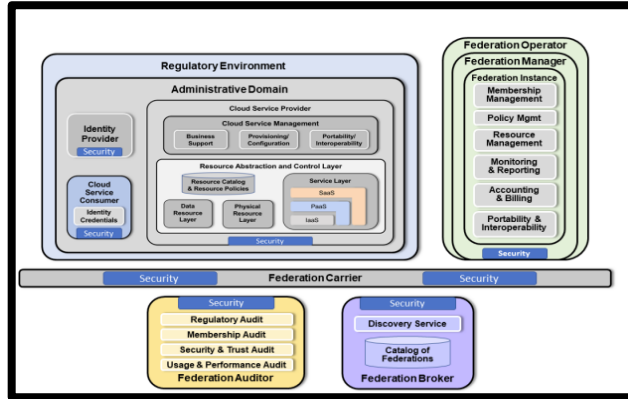 Regulatory Environment
Administrative Domain
Identity
Provider
Security
Cloud
Service
Consumer
Identity
Credentials
Security
Cloud Service Provider
Cloud Service Management
Business
Support
Provisioning/
Configuration
Portability/
Interoperability
Resource Abstraction and Control Layer
Resource Catalog
& Resource Policies
Data
Resource
Layer
Physical
Resource
Layer
Service Layer
SaaS
PaaS
IaaS
Security
Federation Operator
Federation Manager
Federation Instance
Membership
Management
Policy Mgmt
Resource
Management
Monitoring
& Reporting
Accounting
& Billing
Portability &
Interoperability
Security
Security
Federation Carrier
Security
Security
Regulatory Audit
Membership Audit
Security & Trust Audit
Usage & Performance Audit
Federation Auditor
Security
Discovery Service
Catalog of
Federations
Federation Broker